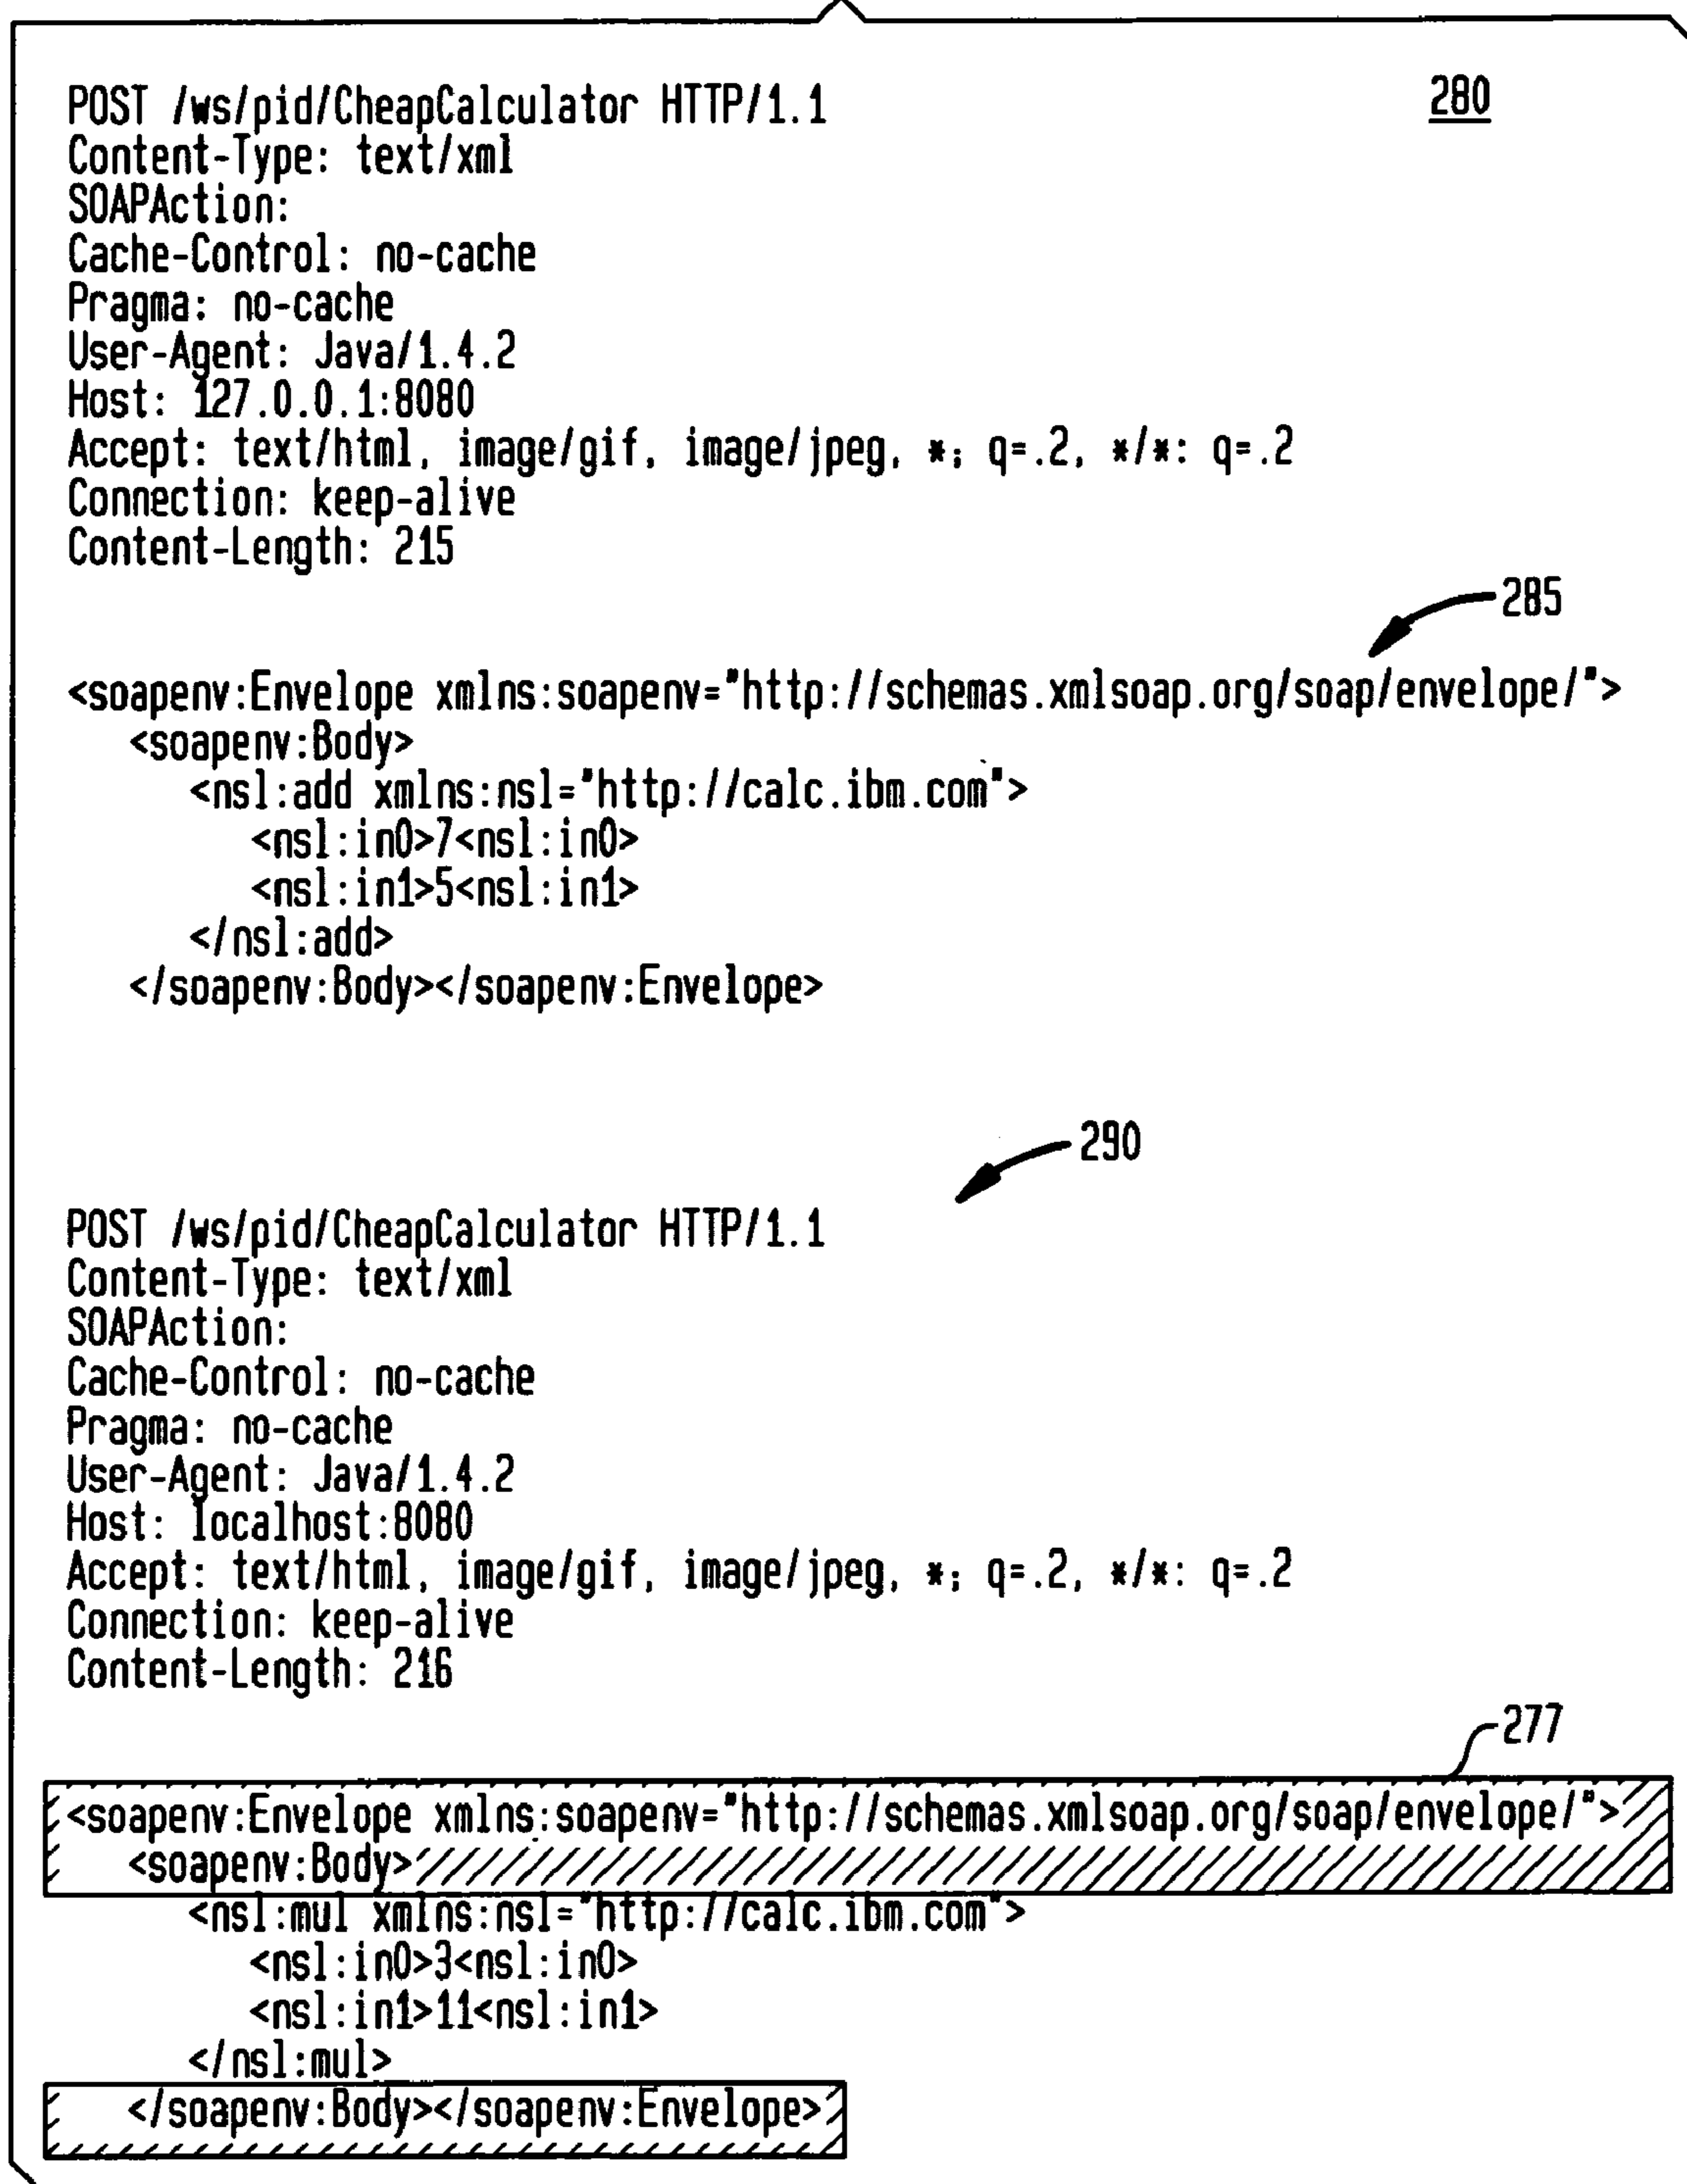 POST /ws/pid/CheapCalculator HTTP/1.1 280
Content-Type: text/xml
SOAPAction:
Cache-Control: no-cache
Pragma: no-cache
User-Agent: Java/1.4.2
Host: 127.0.0.1:8080
Accept: text/html, image/gif, image/jpeg, *; q=.2, */*: q=.2
Connection: keep-alive
Content-Length: 215
285
<soapenv:Envelope xmlns:soapenv="http://schemas.xmlsoap.org/soap/envelope/">
<soapenv:Body>
<nsl:add xmlns:nsl="http://calc.ibm.com">
<nsl:in0>7<nsl:in0>
<nsl:in1>5<nsl:in1>
</nsl:add>
</soapenv:Body></soapenv:Envelope>
290
POST /ws/pid/CheapCalculator HTTP/1.1
Content-Type: text/xml
SOAPAction:
Cache-Control: no-cache
Pragma: no-cache
User-Agent: Java/1.4.2
Host: localhost:8080
Accept: text/html, image/gif, image/jpeg, *; q=.2, */*: q=.2
Connection: keep-alive
Content-Length: 216
277
<soapenv:Envelope xmlns:soapenv="http://schemas.xmlsoap.org/soap/envelope/">
<soapenv:Body>
<nsl:mul xmlns:nsl="http://calc.ibm.com">
<nsl:in0>3<nsl:in0>
<nsl:in1>11<nsl:in1>
</nsl:mul>
</soapenv:Body></soapenv:Envelope>